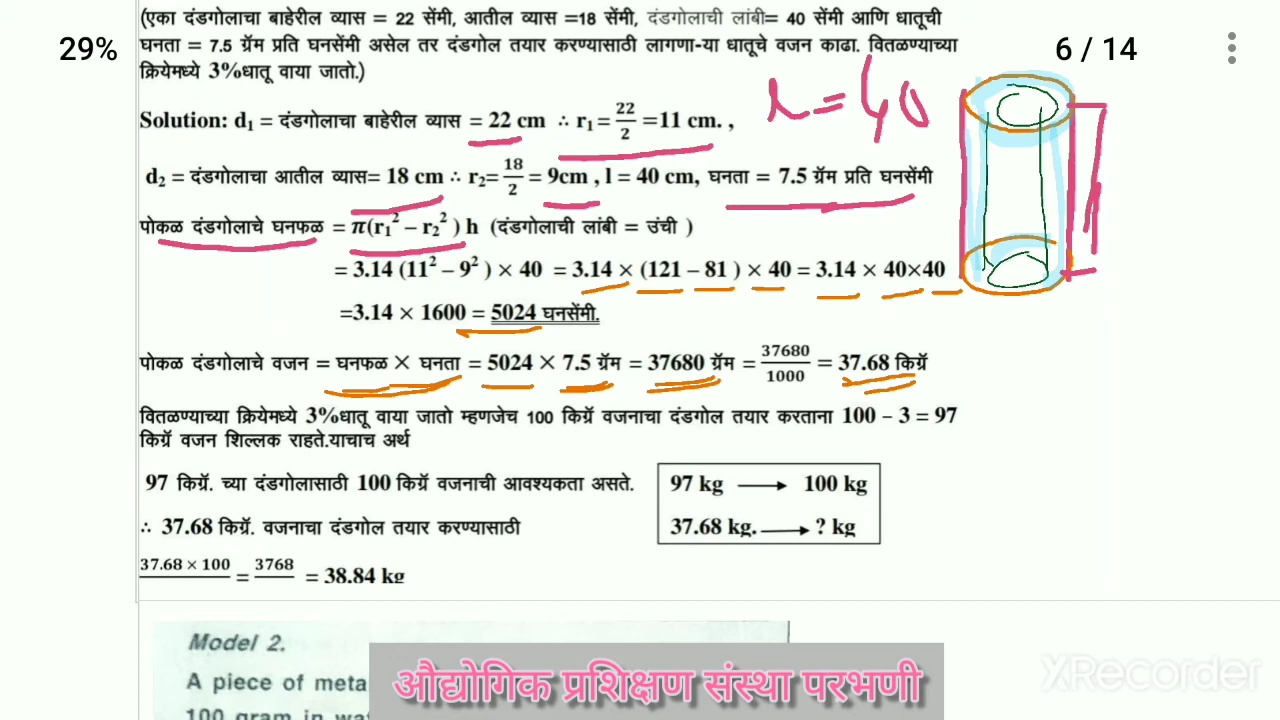 29%
6 / 14
(एका दंडगोलाचा बाहेरील व्यास = 22 सेंमी, आतील व्यास =18 सेंमी, दंडगोलाची लांबी= 40 सेंमी आणि धातूची
घनता = 7.5 ग्रॅम प्रति घनसेंमी असेल तर दंडगोल तयार करण्यासाठी लागणा-या धातूचे वजन काढा. वितळण्याच्या
क्रियेमध्ये 3%धातू वाया जातो.)
Solution: d₁ = दंडगोलाचा बाहेरील व्यास = 22 cm ∴ r₁= 22/2 =11 cm. ,
= 40
d₂ = दंडगोलाचा आतील व्यास= 18 cm ∴ r₂= 18/2 = 9cm , l = 40 cm, घनता = 7.5 ग्रॅम प्रति घनसेंमी
पोकळ दंडगोलाचे घनफळ = π(r₁² − r₂² ) h (दंडगोलाची लांबी = उंची )
= 3.14 (11² − 9² ) × 40 = 3.14 × (121 − 81 ) × 40 = 3.14 × 40×40
=3.14 × 1600 = 5024 घनसेंमी.
पोकळ दंडगोलाचे वजन = घनफळ × घनता = 5024 × 7.5 ग्रॅम = 37680 ग्रॅम = 37680/1000 = 37.68 किग्रॅ
वितळण्याच्या क्रियेमध्ये 3%धातू वाया जातो म्हणजेच 100 किग्रॅ वजनाचा दंडगोल तयार करताना 100 − 3 = 97
किग्रॅ वजन शिल्लक राहते.याचाच अर्थ
97 किग्रॅ. च्या दंडगोलासाठी 100 किग्रॅ वजनाची आवश्यकता असते.
97 kg → 100 kg
∴ 37.68 किग्रॅ. वजनाचा दंडगोल तयार करण्यासाठी
37.68 kg. → ? kg
37.68 × 100 = 3768 = 38.84 kg
Model 2.
A piece of meta
100 gram in wa
औद्योगिक प्रशिक्षण संस्था परभणी
XRecorder